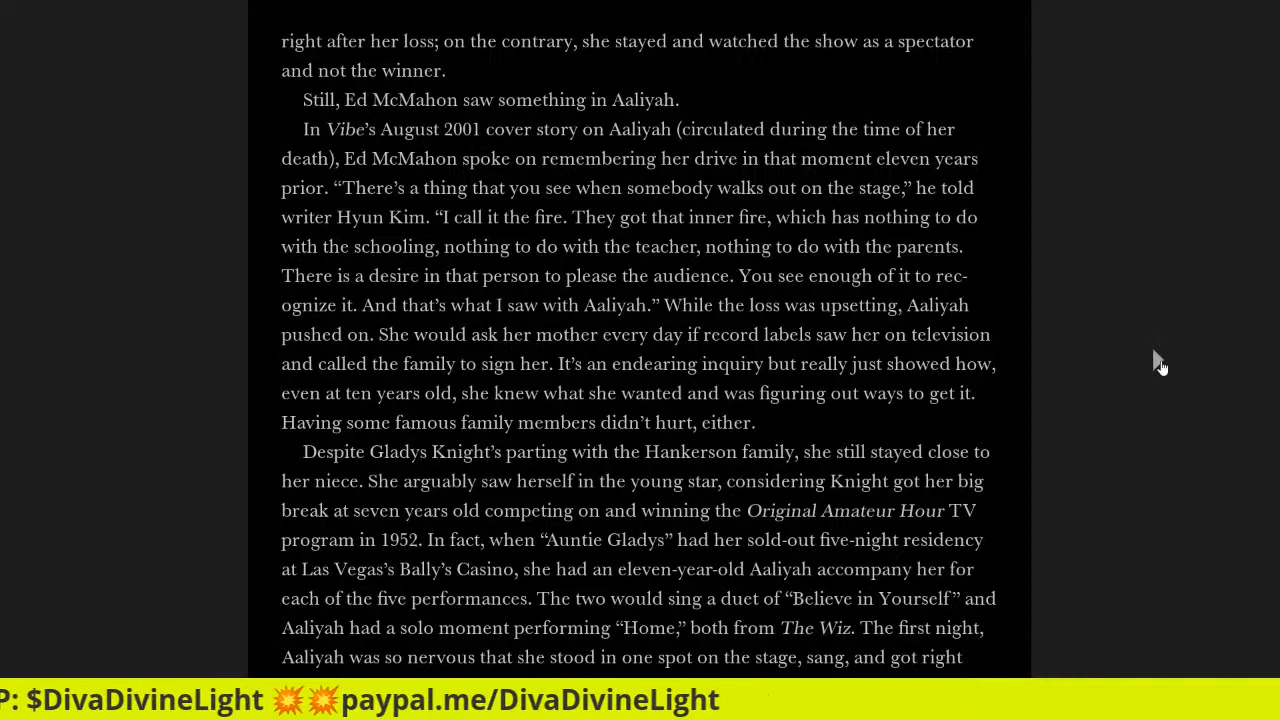 right after her loss; on the contrary, she stayed and watched the show as a spectator
and not the winner.
Still, Ed McMahon saw something in Aaliyah.
In Vibe’s August 2001 cover story on Aaliyah (circulated during the time of her
death), Ed McMahon spoke on remembering her drive in that moment eleven years
prior. “There’s a thing that you see when somebody walks out on the stage,” he told
writer Hyun Kim. “I call it the fire. They got that inner fire, which has nothing to do
with the schooling, nothing to do with the teacher, nothing to do with the parents.
There is a desire in that person to please the audience. You see enough of it to rec-
ognize it. And that’s what I saw with Aaliyah.” While the loss was upsetting, Aaliyah
pushed on. She would ask her mother every day if record labels saw her on television
and called the family to sign her. It’s an endearing inquiry but really just showed how,
even at ten years old, she knew what she wanted and was figuring out ways to get it.
Having some famous family members didn’t hurt, either.
Despite Gladys Knight’s parting with the Hankerson family, she still stayed close to
her niece. She arguably saw herself in the young star, considering Knight got her big
break at seven years old competing on and winning the Original Amateur Hour TV
program in 1952. In fact, when “Auntie Gladys” had her sold-out five-night residency
at Las Vegas’s Bally’s Casino, she had an eleven-year-old Aaliyah accompany her for
each of the five performances. The two would sing a duet of “Believe in Yourself” and
Aaliyah had a solo moment performing “Home,” both from The Wiz. The first night,
Aaliyah was so nervous that she stood in one spot on the stage, sang, and got right
P: $DivaDivineLight 💥💥paypal.me/DivaDivineLight